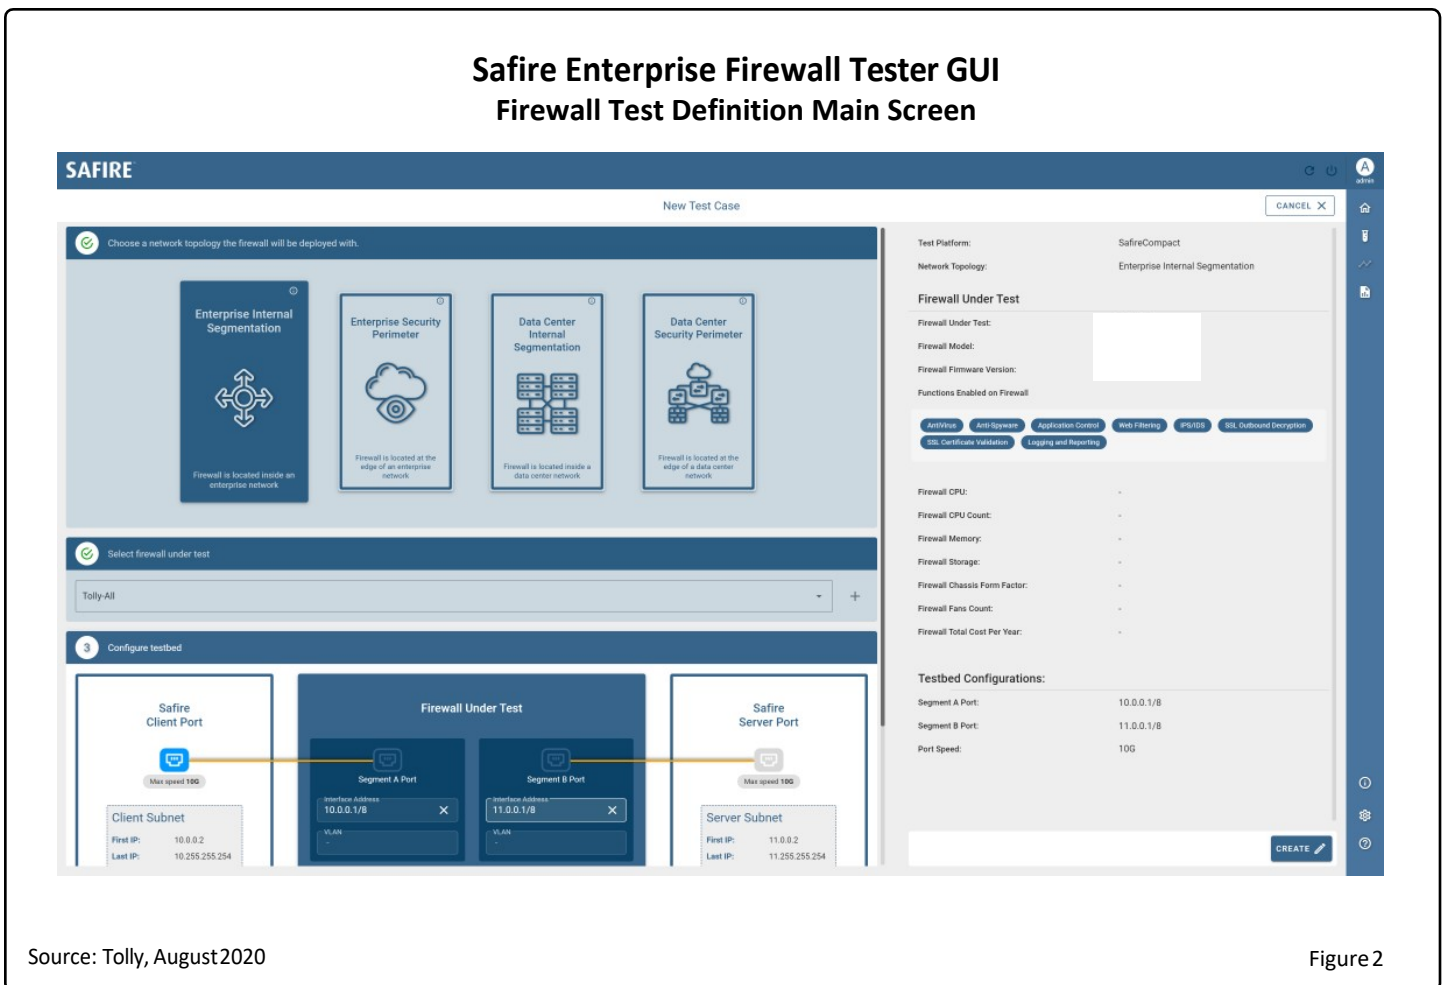 Safire Enterprise Firewall Tester GUI
Firewall Test Definition Main Screen
SAFIRE
A
admin
New Test Case
CANCEL X
Choose a network topology the firewall will be deployed with.
Enterprise Internal
Segmentation
Firewall is located inside an
enterprise network
Enterprise Security
Perimeter
Firewall is located at the
edge of an enterprise
network
Data Center
Internal
Segmentation
Firewall is located inside a
data center network
Data Center
Security Perimeter
Firewall is located at the
edge of a data center
network
Select firewall under test
Tolly-All
3 Configure testbed
Safire
Client Port
Max speed 10G
Client Subnet
First IP: 10.0.0.2
Last IP: 10.255.255.254
Firewall Under Test
Segment A Port
Interface Address
10.0.0.1/8
VLAN
-
Segment B Port
Interface Address
11.0.0.1/8
VLAN
-
Safire
Server Port
Max speed 10G
Server Subnet
First IP: 11.0.0.2
Last IP: 11.255.255.254
Test Platform: SafireCompact
Network Topology: Enterprise Internal Segmentation
Firewall Under Test
Firewall Under Test:
Firewall Model:
Firewall Firmware Version:
Functions Enabled on Firewall
AntiVirus Anti-Spyware Application Control Web Filtering IPS/IDS SSL Outbound Decryption
SSL Certificate Validation Logging and Reporting
Firewall CPU: -
Firewall CPU Count: -
Firewall Memory: -
Firewall Storage: -
Firewall Chassis Form Factor: -
Firewall Fans Count: -
Firewall Total Cost Per Year: -
Testbed Configurations:
Segment A Port: 10.0.0.1/8
Segment B Port: 11.0.0.1/8
Port Speed: 10G
CREATE
Source: Tolly, August 2020
Figure 2